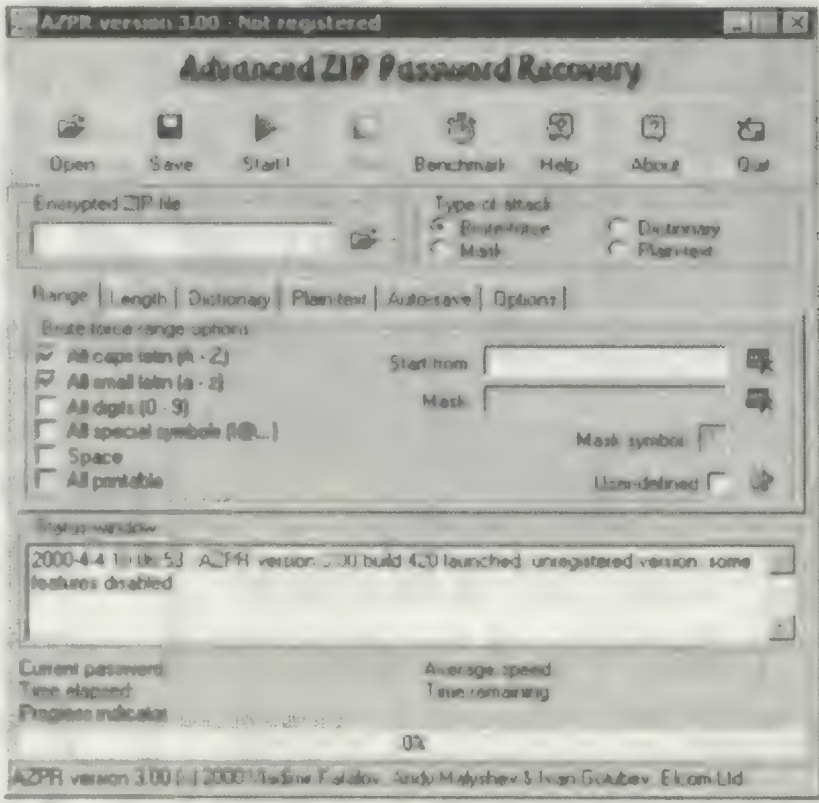 AZPR version 3.00 - Not registered
Advanced ZIP Password Recovery
Open Save Start! Benchmark Help About Quit
Encrypted ZIP file
Type of attack
Brute-force Dictionary
Mask Plain-text
Range Length Dictionary Plain-text Auto-save Options
Brute force range options
All caps latin (A - Z)
All small latin (a - z)
All digits (0 - 9)
All special symbols (!@...)
Space
All printable
Start from
Mask
Mask symbol
User-defined
Status window
2000-4-4 AZPR version build 420 launched, unregistered version, some
features disabled
Current password
Average speed
Time elapsed
Time remaining
Progress indicator
0%
AZPR version 3.00 (c) 2000 Vladimir Katalov, Andy Malyshev & Ivan Golubev, Elcom Ltd